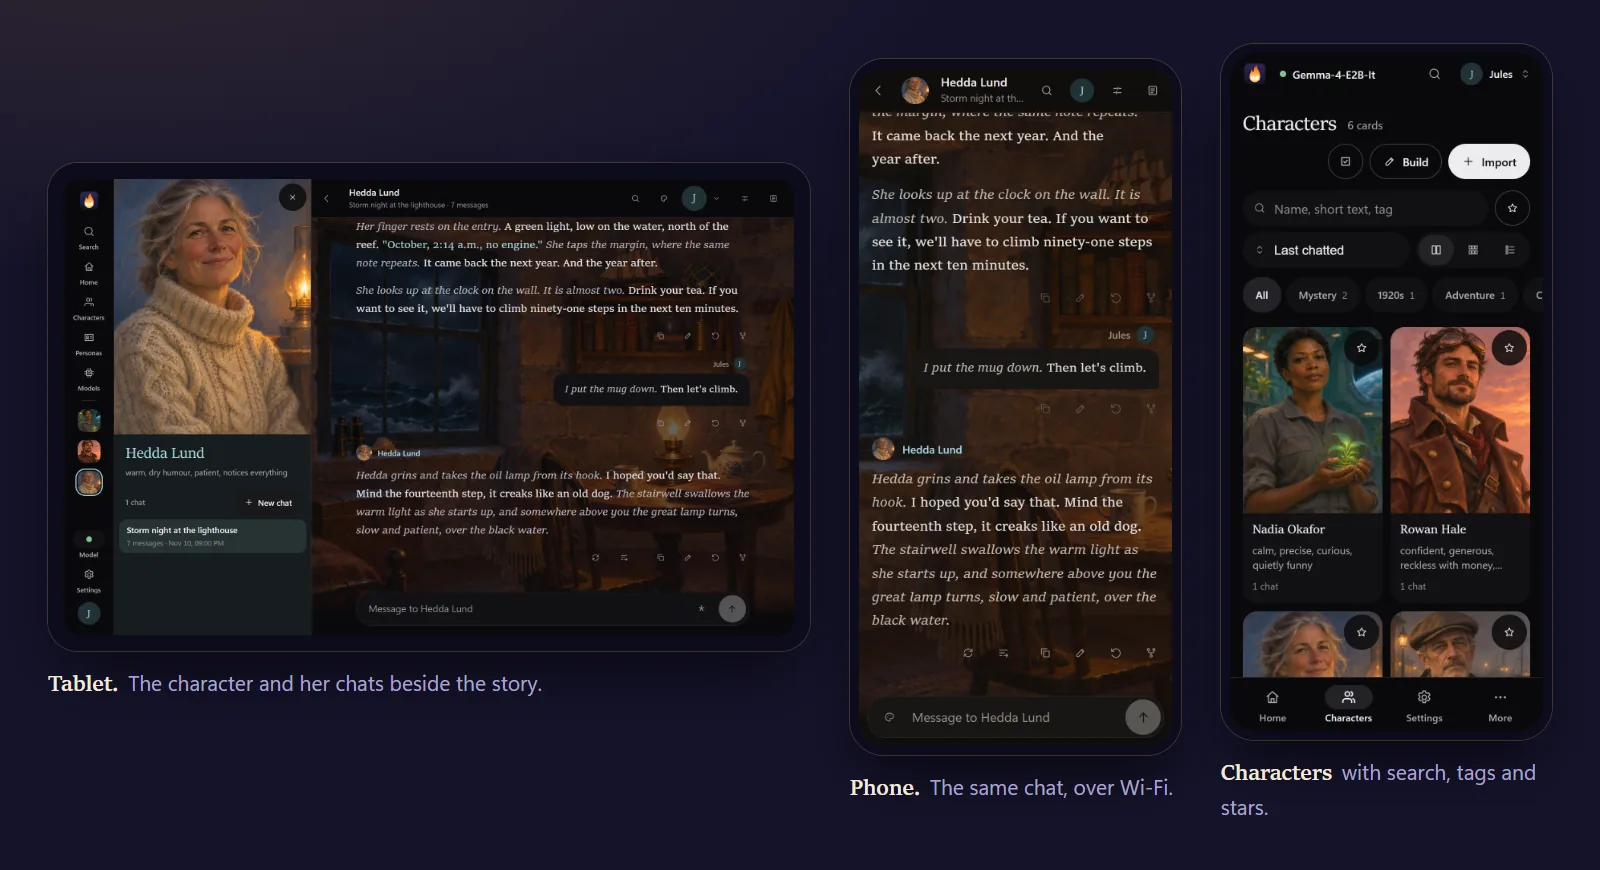 Search
Home
Characters
Personas
Models
Model
Settings
J
Hedda Lund
warm, dry humour, patient, notices everything
1 chat
+ New chat
Storm night at the lighthouse
7 messages · Nov 10, 09:00 PM
Hedda Lund
Storm night at the lighthouse · 7 messages
J
Her finger rests on the entry. A green light, low on the water, north of the
reef. "October, 2:14 a.m., no engine." She taps the margin, where the same
note repeats. It came back the next year. And the year after.
She looks up at the clock on the wall. It is almost two. Drink your tea. If you
want to see it, we'll have to climb ninety-one steps in the next ten minutes.
Jules J
I put the mug down. Then let's climb.
Hedda Lund
Hedda grins and takes the oil lamp from its hook. I hoped you'd say that.
Mind the fourteenth step, it creaks like an old dog. The stairwell swallows the
warm light as she starts up, and somewhere above you the great lamp turns,
slow and patient, over the black water.
Message to Hedda Lund
Tablet. The character and her chats beside the story.
Hedda Lund
Storm night at th...
J
the margin, where the same note repeats.
It came back the next year. And the
year after.
She looks up at the clock on the wall. It is
almost two. Drink your tea. If you want to
see it, we'll have to climb ninety-one steps
in the next ten minutes.
Jules J
I put the mug down. Then let's climb.
Hedda Lund
Hedda grins and takes the oil lamp from its
hook. I hoped you'd say that. Mind the
fourteenth step, it creaks like an old dog.
The stairwell swallows the warm light as
she starts up, and somewhere above you the
great lamp turns, slow and patient, over the
black water.
Message to Hedda Lund
Phone. The same chat, over Wi-Fi.
Gemma-4-E2B-It
J Jules
Characters 6 cards
Build
+ Import
Name, short text, tag
Last chatted
All
Mystery 2
1920s 1
Adventure 1
C
Nadia Okafor
calm, precise, curious,
quietly funny
1 chat
Rowan Hale
confident, generous,
reckless with money,...
1 chat
Home
Characters
Settings
More
Characters with search, tags and
stars.